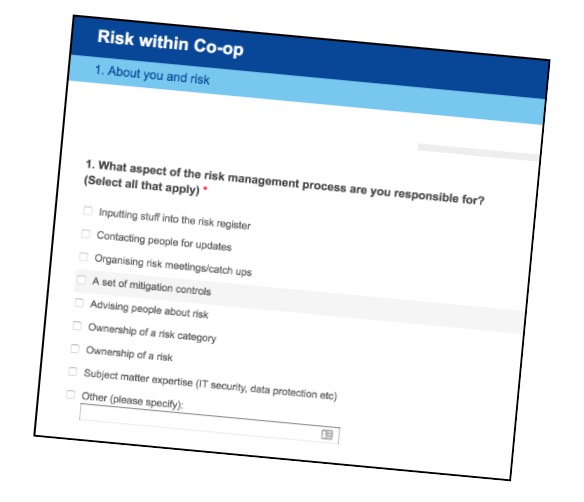 Risk within Co-op
1. About you and risk
1. What aspect of the risk management process are you responsible for?
(Select all that apply) *
Inputting stuff into the risk register
Contacting people for updates
Organising risk meetings/catch ups
A set of mitigation controls
Advising people about risk
Ownership of a risk category
Ownership of a risk
Subject matter expertise (IT security, data protection etc)
Other (please specify):